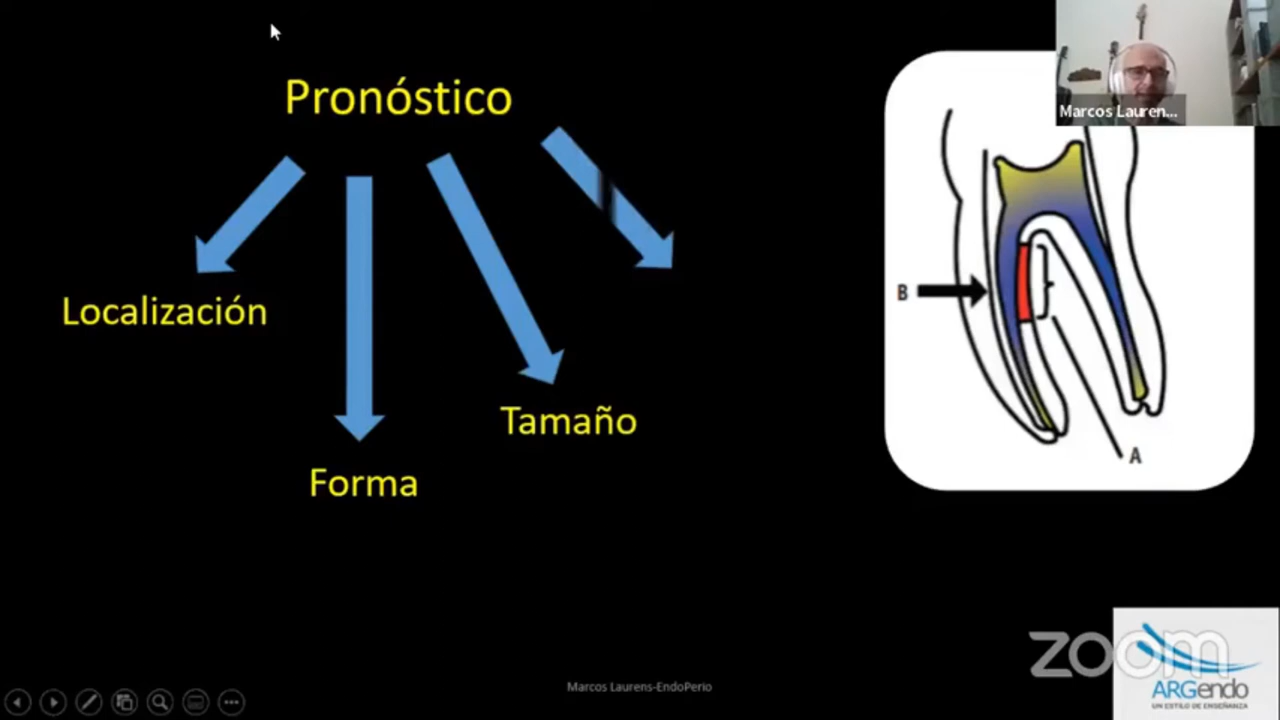 Pronóstico
Marcos Lauren...
Localización
B
Tamaño
A
Forma
zoom
ARGendo
UN ESTILO DE ENSEÑANZA
Marcos Laurens-EndoPerio